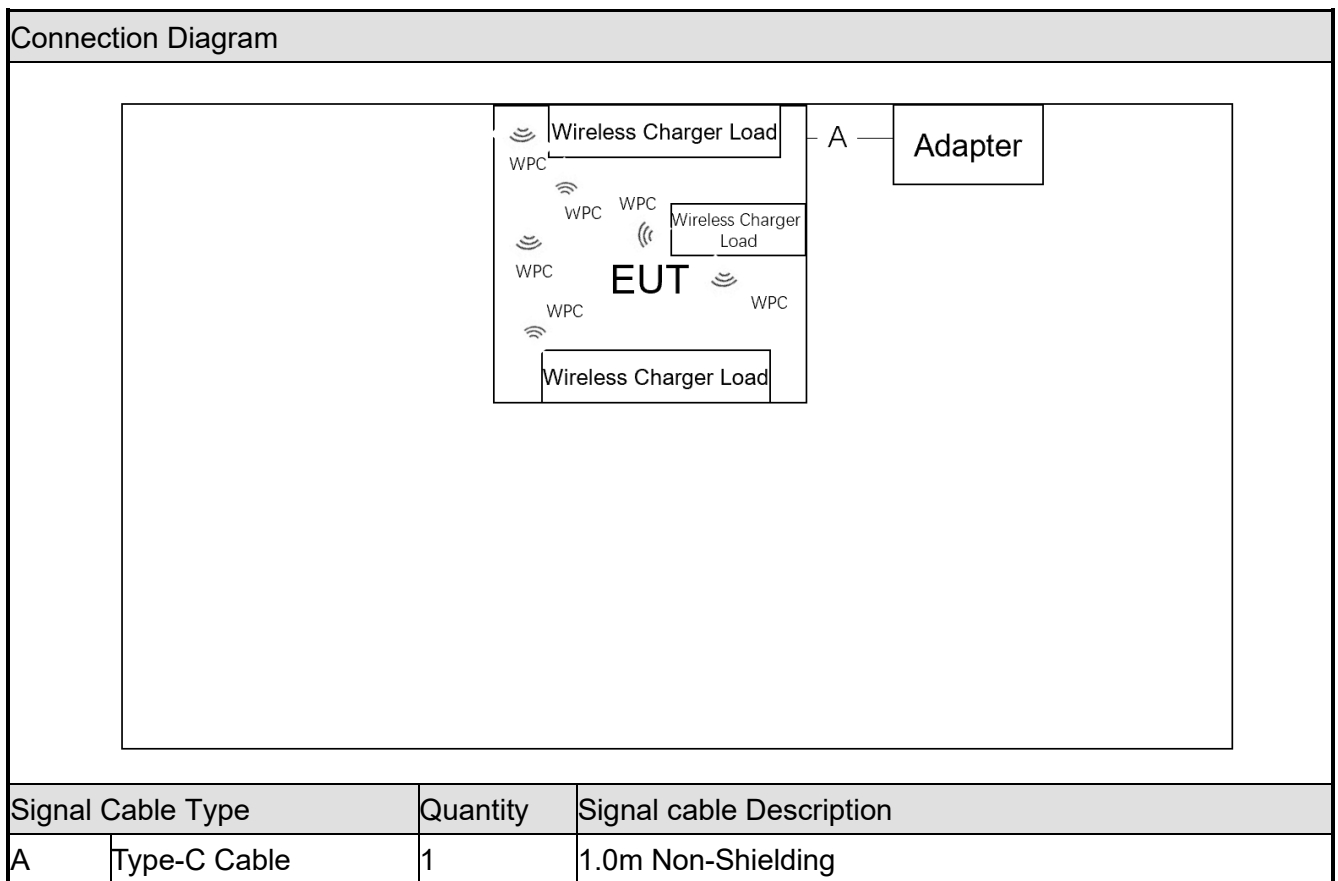 Connection Diagram
Wireless Charger Load
A
Adapter
WPC
WPC
WPC
Wireless Charger
Load
WPC
EUT
WPC
WPC
Wireless Charger Load
Signal Cable Type Quantity Signal cable Description
A Type-C Cable 1 1.0m Non-Shielding